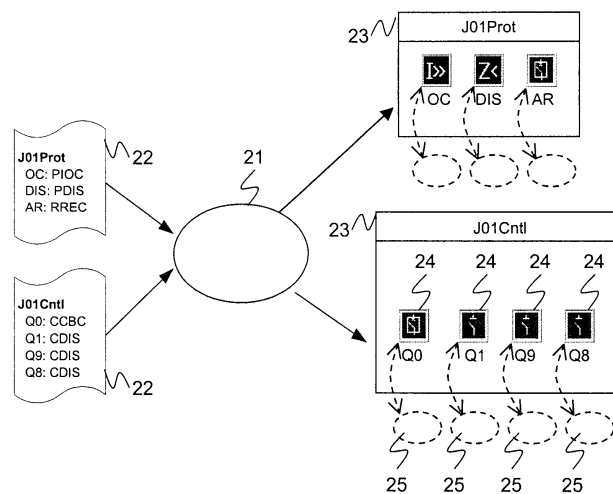 23
J01Prot
I>>
Z<
OC DIS AR
J01Prot
OC: PIOC
DIS: PDIS
AR: RREC
22
21
23
J01Cntl
24 24 24 24
Q0 Q1 Q9 Q8
J01Cntl
Q0: CCBC
Q1: CDIS
Q9: CDIS
Q8: CDIS
22
25 25 25 25